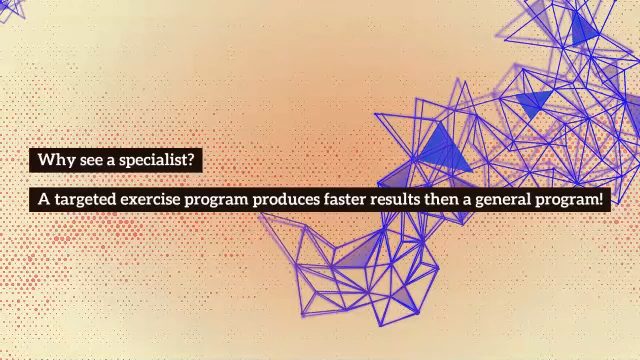 Why see a specialist?
A targeted exercise program produces faster results then a general program!